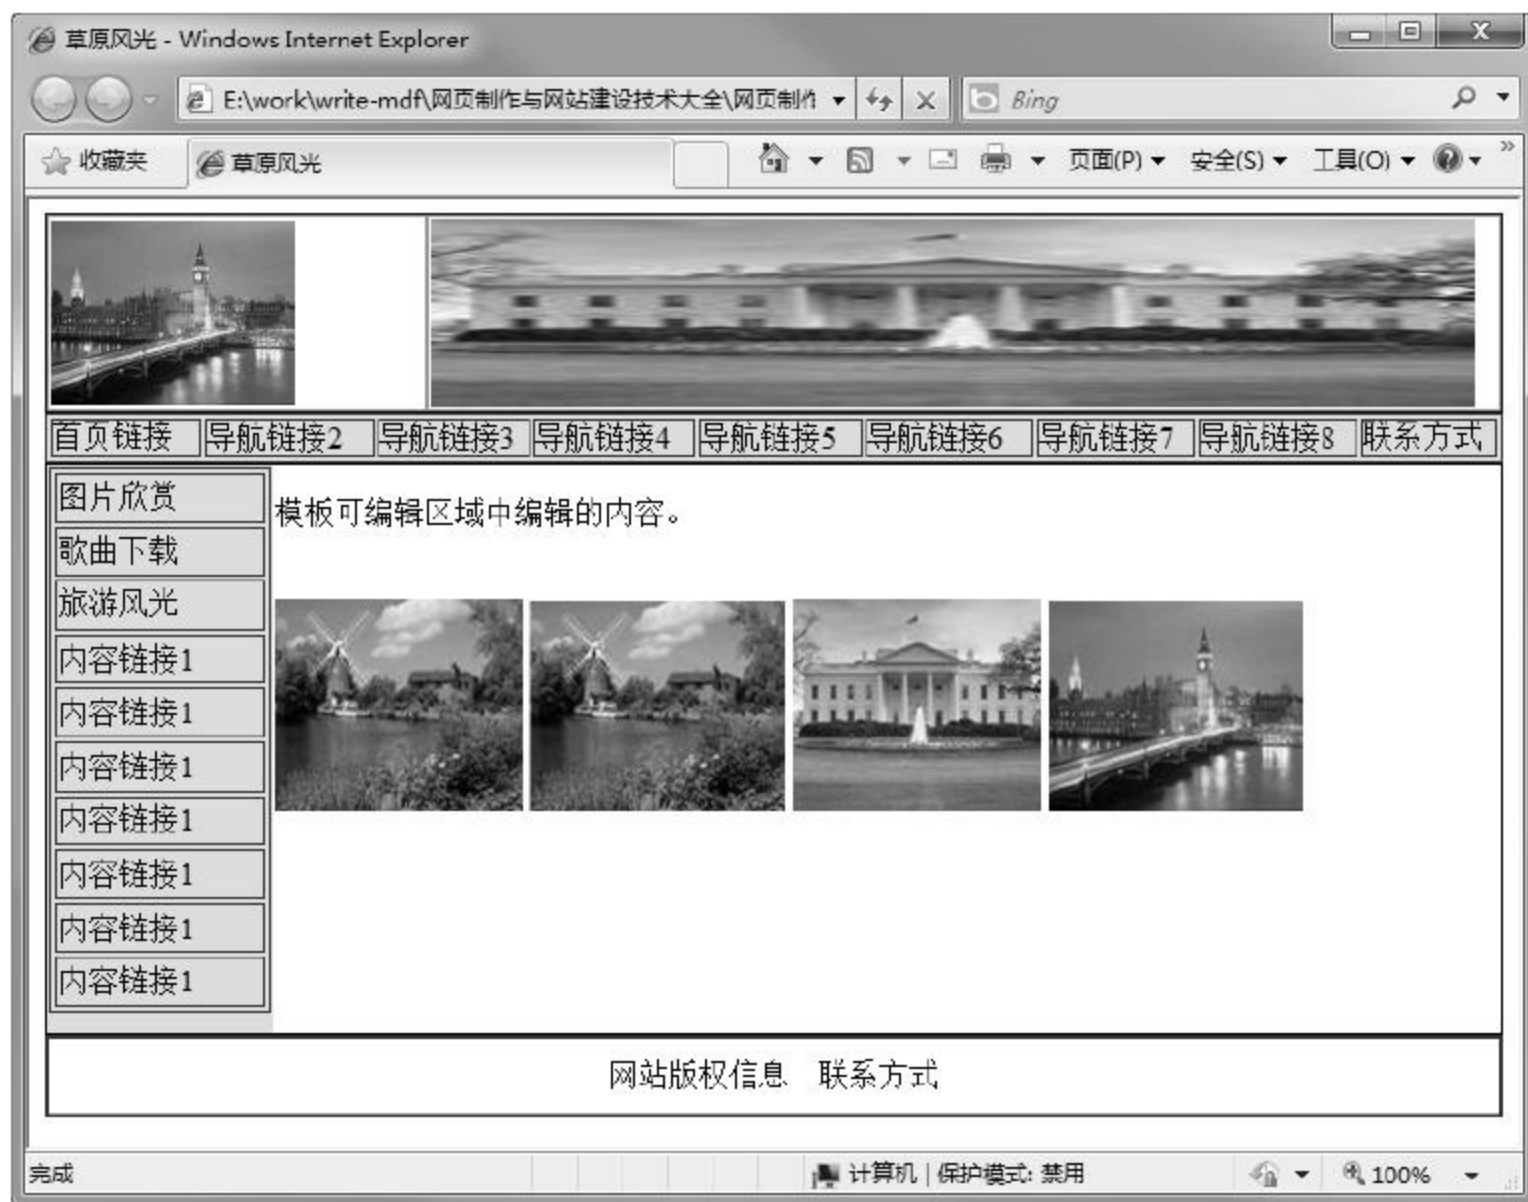 草原风光 - Windows Internet Explorer
E:\work\write-mdf\网页制作与网站建设技术大全\网页制作 Bing
收藏夹 草原风光 页面(P) 安全(S) 工具(O) »
首页链接 导航链接2 导航链接3 导航链接4 导航链接5 导航链接6 导航链接7 导航链接8 联系方式
图片欣赏
模板可编辑区域中编辑的内容。
歌曲下载
旅游风光
内容链接1
内容链接1
内容链接1
内容链接1
内容链接1
内容链接1
内容链接1
网站版权信息 联系方式
完成 计算机 | 保护模式: 禁用 100%